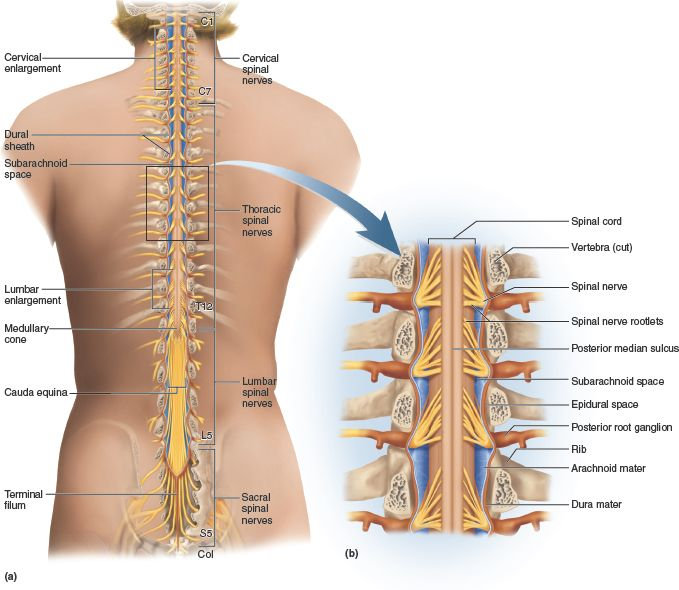 C1
Cervical
enlargement
Cervical
spinal
nerves
C7
Dural
sheath
Subarachnoid
space
Thoracic
spinal
nerves
Lumbar
enlargement
T12
Medullary
cone
Cauda equina
Lumbar
spinal
nerves
L5
Terminal
filum
Sacral
spinal
nerves
S5
Col
(a)
Spinal cord
Vertebra (cut)
Spinal nerve
Spinal nerve rootlets
Posterior median sulcus
Subarachnoid space
Epidural space
Posterior root ganglion
Rib
Arachnoid mater
Dura mater
(b)